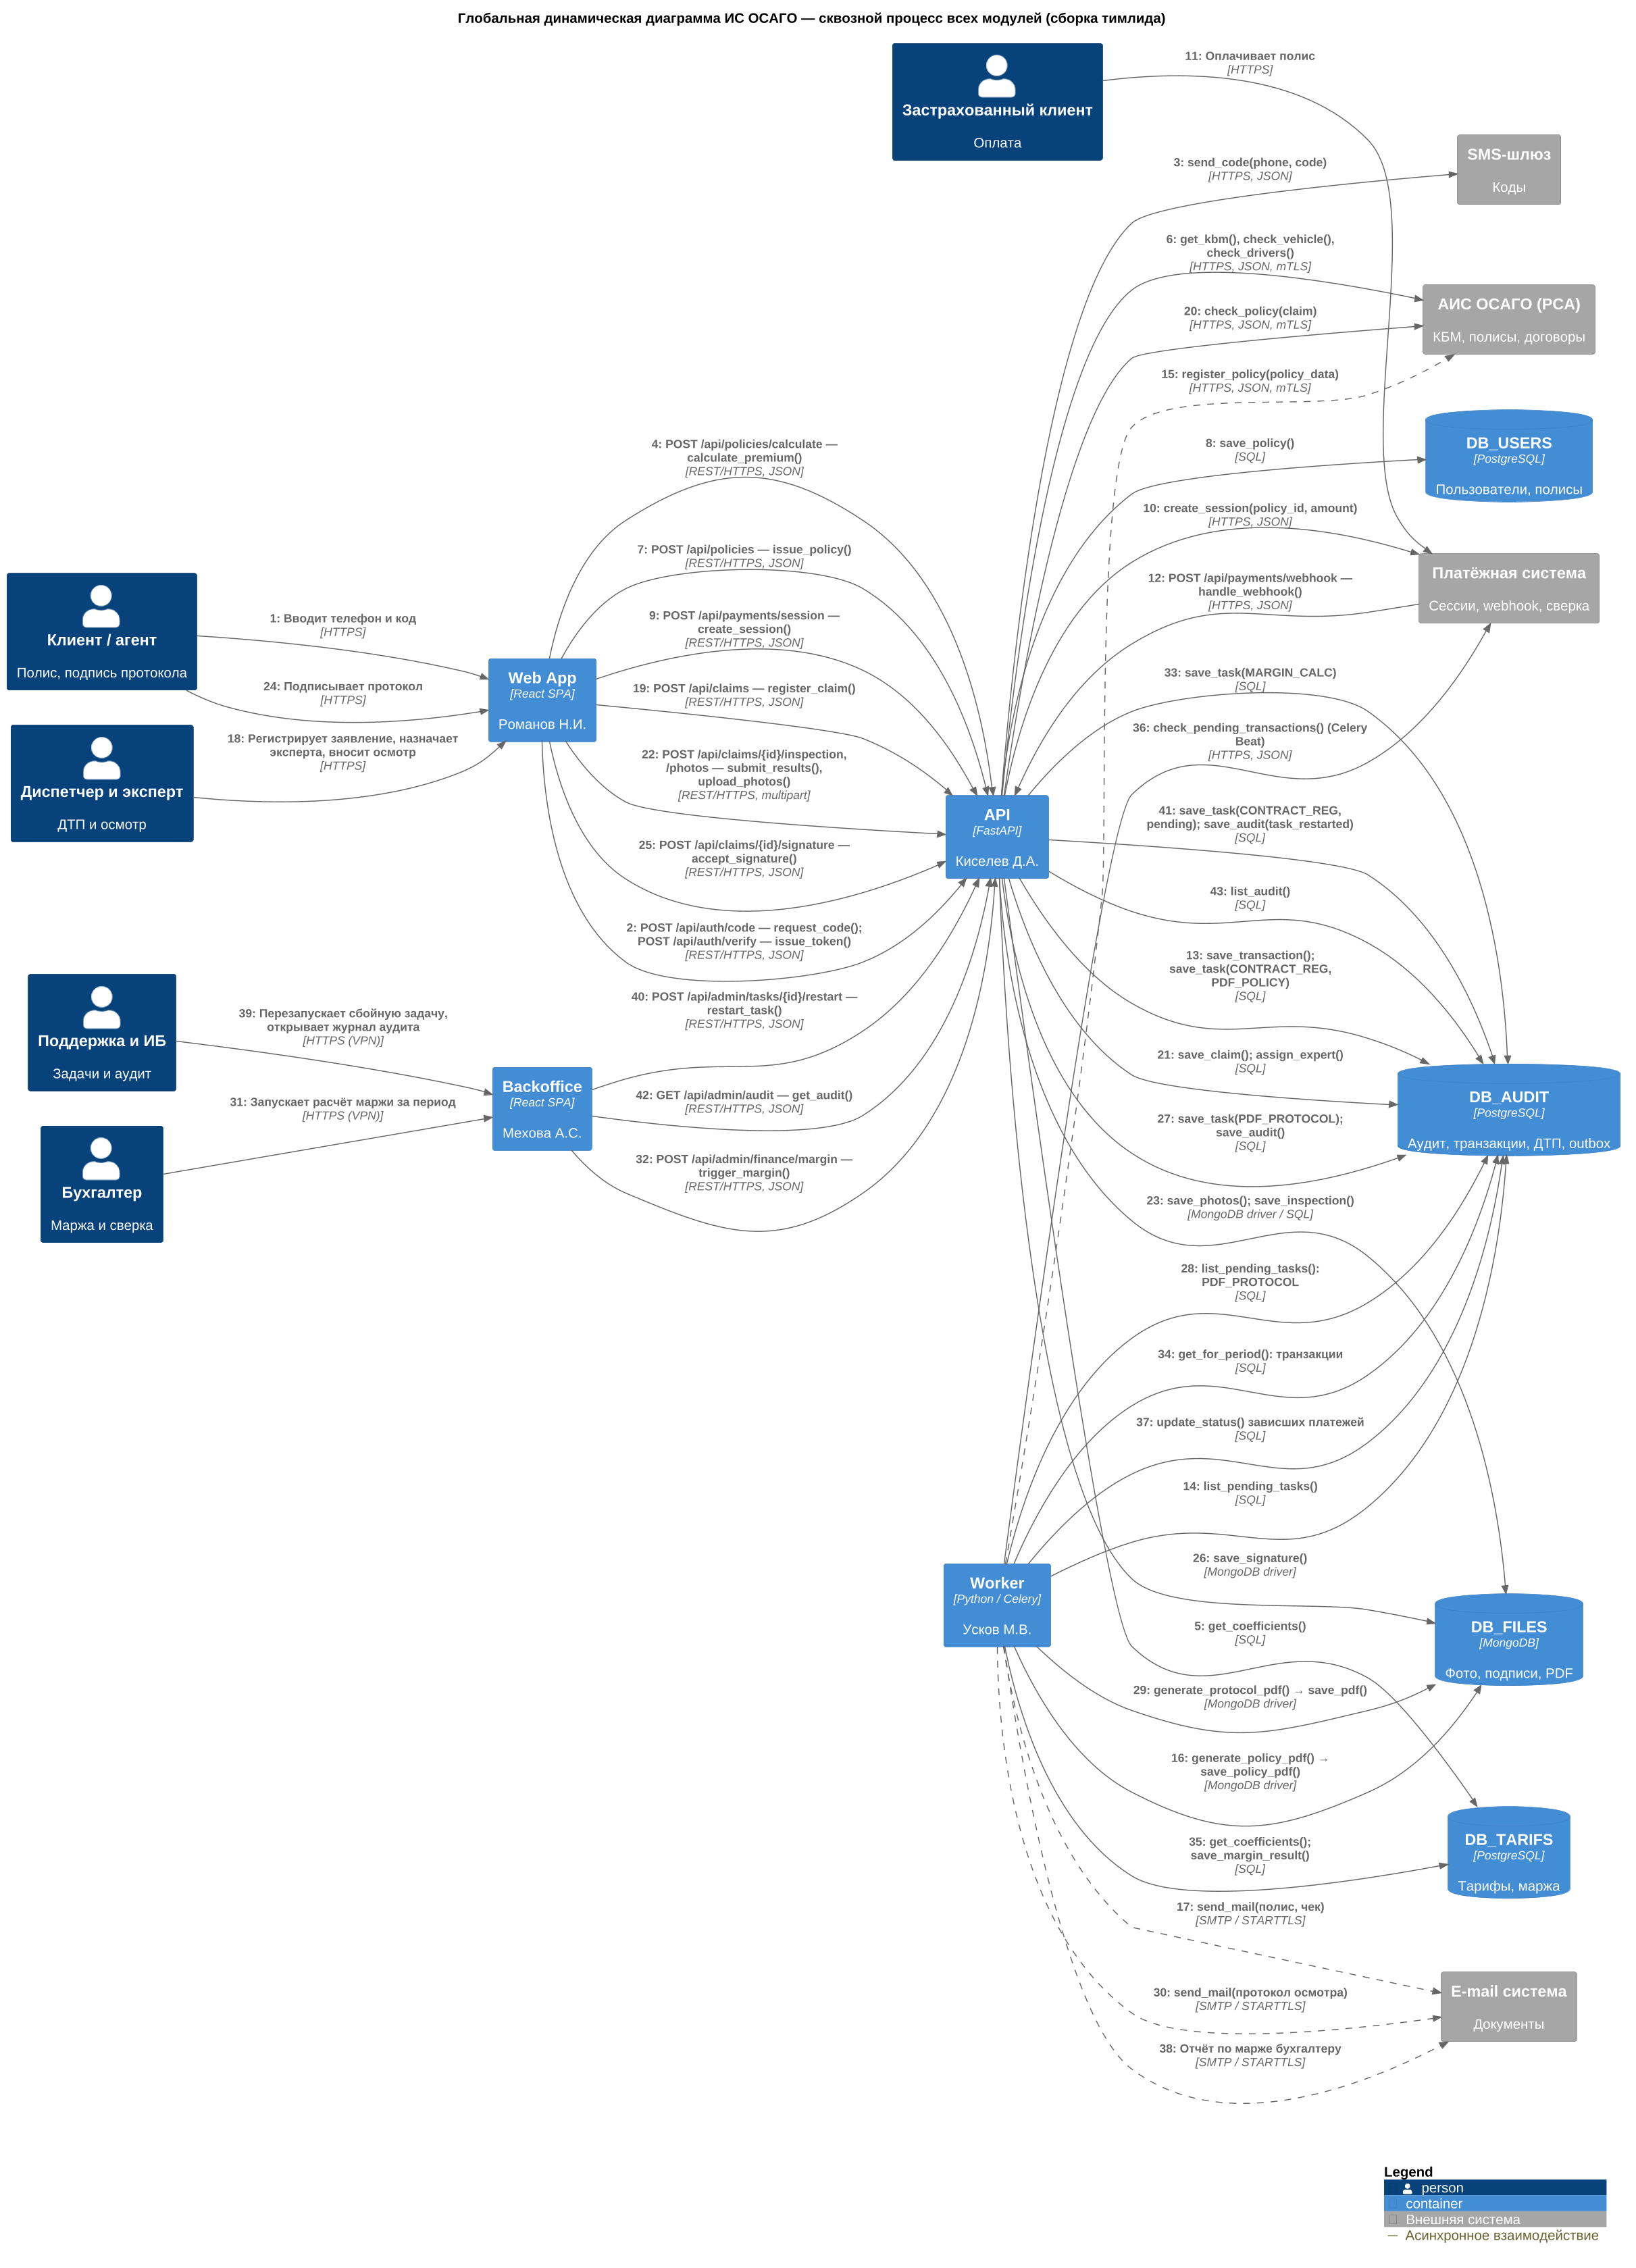 Глобальная динамическая диаграмма ИС ОСАГО — сквозной процесс всех модулей (сборка тимлида)
Застрахованный клиент
Оплата
11: Оплачивает полис
[HTTPS]
SMS-шлюз
Коды
3: send_code(phone, code)
[HTTPS, JSON]
6: get_kbm(), check_vehicle(),
check_drivers()
[HTTPS, JSON, mTLS]
АИС ОСАГО (РСА)
КБМ, полисы, договоры
20: check_policy(claim)
[HTTPS, JSON, mTLS]
15: register_policy(policy_data)
[HTTPS, JSON, mTLS]
4: POST /api/policies/calculate —
calculate_premium()
[REST/HTTPS, JSON]
8: save_policy()
[SQL]
DB_USERS
[PostgreSQL]
Пользователи, полисы
10: create_session(policy_id, amount)
[HTTPS, JSON]
7: POST /api/policies — issue_policy()
[REST/HTTPS, JSON]
12: POST /api/payments/webhook —
handle_webhook()
[HTTPS, JSON]
Платёжная система
Сессии, webhook, сверка
Клиент / агент
Полис, подпись протокола
1: Вводит телефон и код
[HTTPS]
9: POST /api/payments/session —
create_session()
[REST/HTTPS, JSON]
Web App
[React SPA]
Романов Н.И.
24: Подписывает протокол
[HTTPS]
19: POST /api/claims — register_claim()
[REST/HTTPS, JSON]
33: save_task(MARGIN_CALC)
[SQL]
Диспетчер и эксперт
ДТП и осмотр
18: Регистрирует заявление, назначает
эксперта, вносит осмотр
[HTTPS]
22: POST /api/claims/{id}/inspection,
/photos — submit_results(),
upload_photos()
[REST/HTTPS, multipart]
36: check_pending_transactions() (Celery
Beat)
[HTTPS, JSON]
API
[FastAPI]
Киселев Д.А.
41: save_task(CONTRACT_REG,
pending); save_audit(task_restarted)
[SQL]
25: POST /api/claims/{id}/signature —
accept_signature()
[REST/HTTPS, JSON]
43: list_audit()
[SQL]
2: POST /api/auth/code — request_code();
POST /api/auth/verify — issue_token()
[REST/HTTPS, JSON]
13: save_transaction();
save_task(CONTRACT_REG,
PDF_POLICY)
[SQL]
Поддержка и ИБ
Задачи и аудит
39: Перезапускает сбойную задачу,
открывает журнал аудита
[HTTPS (VPN)]
40: POST /api/admin/tasks/{id}/restart —
restart_task()
[REST/HTTPS, JSON]
21: save_claim(); assign_expert()
[SQL]
Backoffice
[React SPA]
Мехова А.С.
31: Запускает расчёт маржи за период
[HTTPS (VPN)]
42: GET /api/admin/audit — get_audit()
[REST/HTTPS, JSON]
DB_AUDIT
[PostgreSQL]
Аудит, транзакции, ДТП, outbox
27: save_task(PDF_PROTOCOL);
save_audit()
[SQL]
Бухгалтер
Маржа и сверка
32: POST /api/admin/finance/margin —
trigger_margin()
[REST/HTTPS, JSON]
23: save_photos(); save_inspection()
[MongoDB driver / SQL]
28: list_pending_tasks():
PDF_PROTOCOL
[SQL]
34: get_for_period(): транзакции
[SQL]
37: update_status() зависших платежей
[SQL]
14: list_pending_tasks()
[SQL]
Worker
[Python / Celery]
Усков М.В.
26: save_signature()
[MongoDB driver]
5: get_coefficients()
[SQL]
DB_FILES
[MongoDB]
Фото, подписи, PDF
29: generate_protocol_pdf() → save_pdf()
[MongoDB driver]
16: generate_policy_pdf() →
save_policy_pdf()
[MongoDB driver]
35: get_coefficients();
save_margin_result()
[SQL]
DB_TARIFS
[PostgreSQL]
Тарифы, маржа
17: send_mail(полис, чек)
[SMTP / STARTTLS]
30: send_mail(протокол осмотра)
[SMTP / STARTTLS]
E-mail система
Документы
38: Отчёт по марже бухгалтеру
[SMTP / STARTTLS]
Legend
person
container
Внешняя система
Асинхронное взаимодействие